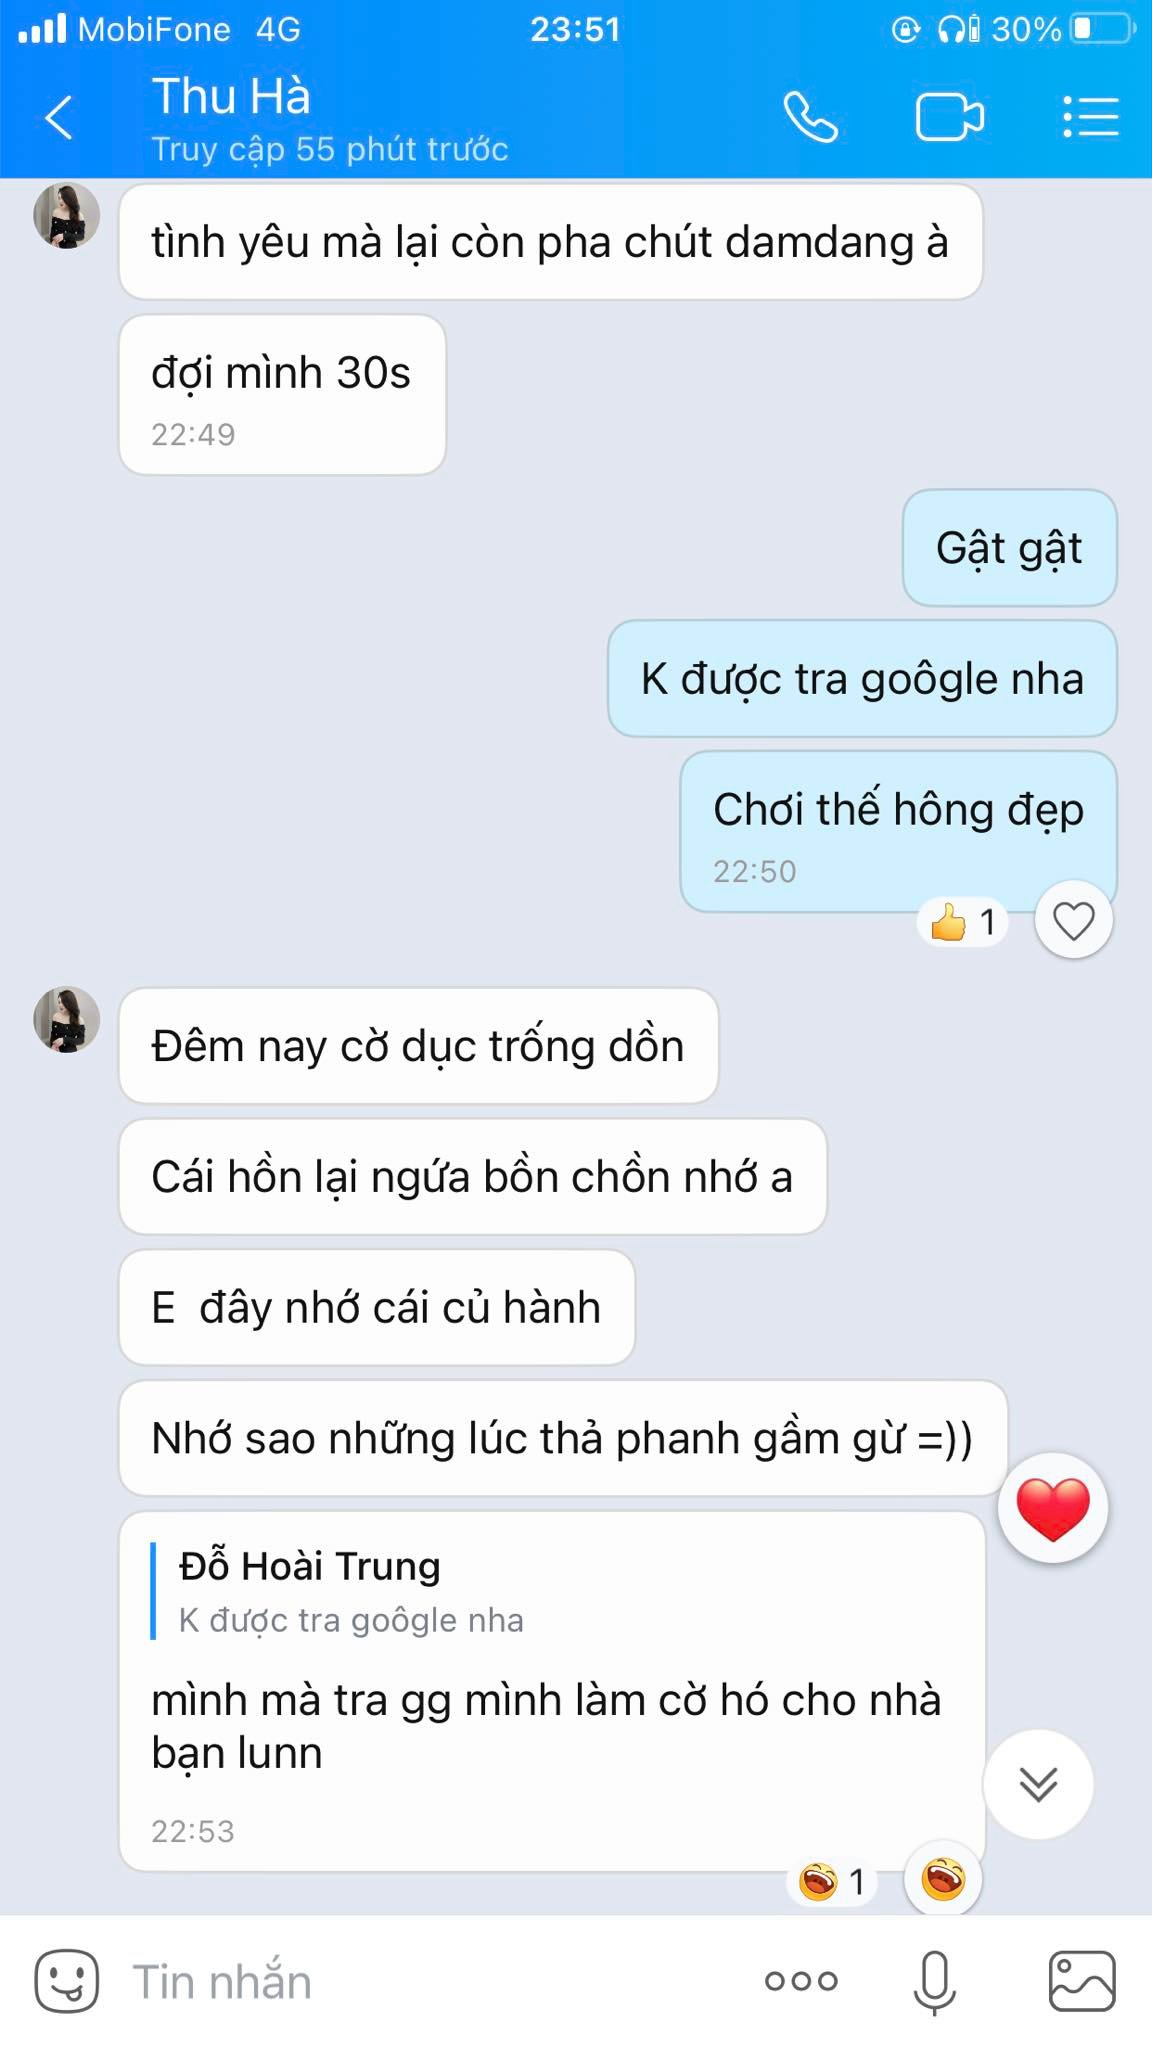 MobiFone 4G 23:51 30%
Thu Hà
Truy cập 55 phút trước
tình yêu mà lại còn pha chút damdang à
đợi mình 30s
22:49
Gật gật
K được tra goôgle nha
Chơi thế hông đẹp
22:50
1
Đêm nay cờ dục trống dồn
Cái hồn lại ngứa bồn chồn nhớ a
E  đây nhớ cái củ hành
Nhớ sao những lúc thả phanh gầm gừ =))
Đỗ Hoài Trung
K được tra goôgle nha
mình mà tra gg mình làm cờ hó cho nhà
bạn lunn
22:53
1
Tin nhắn